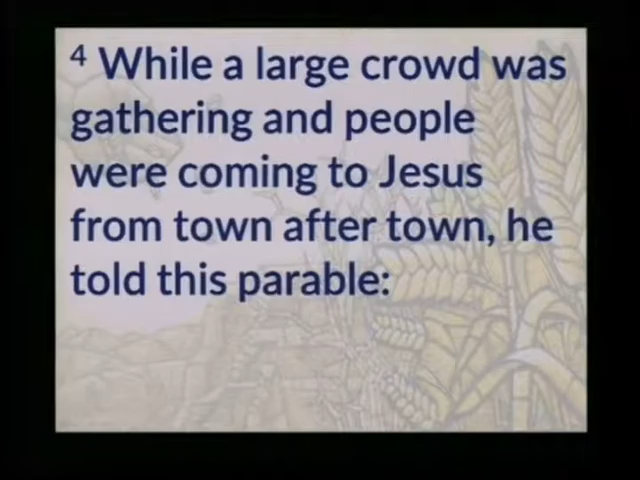 4 While a large crowd was
gathering and people
were coming to Jesus
from town after town, he
told this parable: